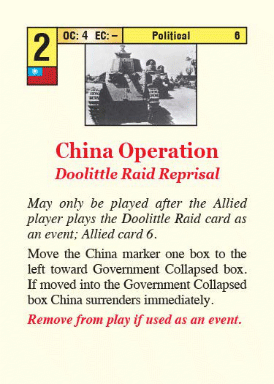 2 OC: 4 EC: – Political 6
China Operation
Doolittle Raid Reprisal
May only be played after the Allied
player plays the Doolittle Raid card as
an event; Allied card 6.
Move the China marker one box to the
left toward Government Collapsed box.
If moved into the Government Collapsed
box China surrenders immediately.
Remove from play if used as an event.